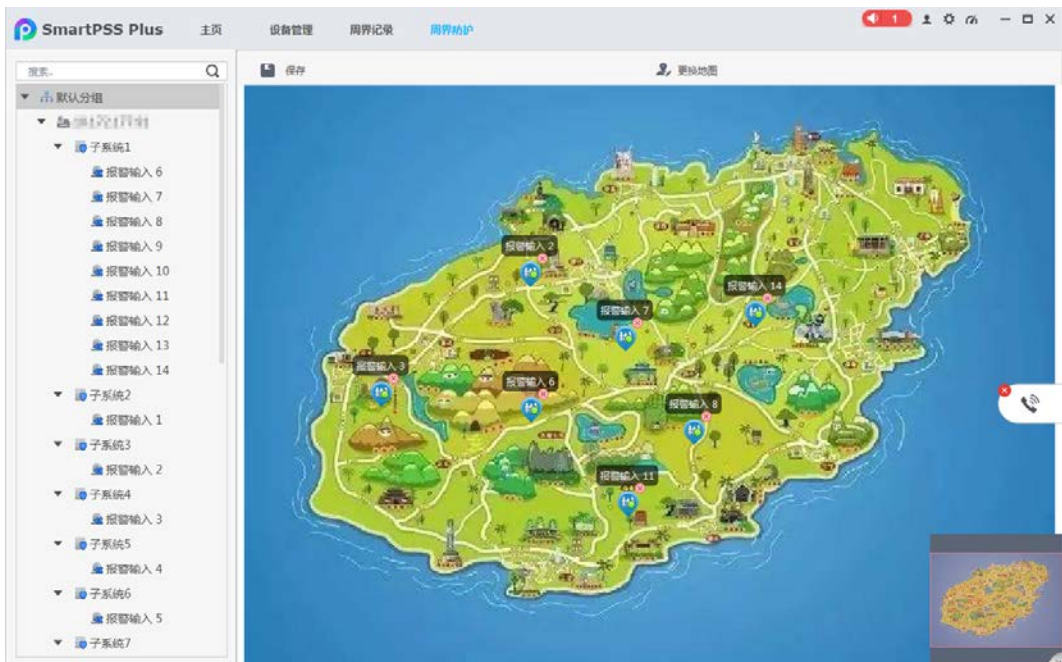 SmartPSS Plus 主页 设备管理 周界记录 周界防护 1
搜索..
保存 更换地图
默认分组
子系统1
报警输入 6
报警输入 7
报警输入 8
报警输入 9
报警输入 10
报警输入 11
报警输入 12
报警输入 13
报警输入 14
子系统2
报警输入 1
子系统3
报警输入 2
子系统4
报警输入 3
子系统5
报警输入 4
子系统6
报警输入 5
子系统7
报警输入 2
报警输入 14
报警输入 7
报警输入 3
报警输入 6
报警输入 8
报警输入 11